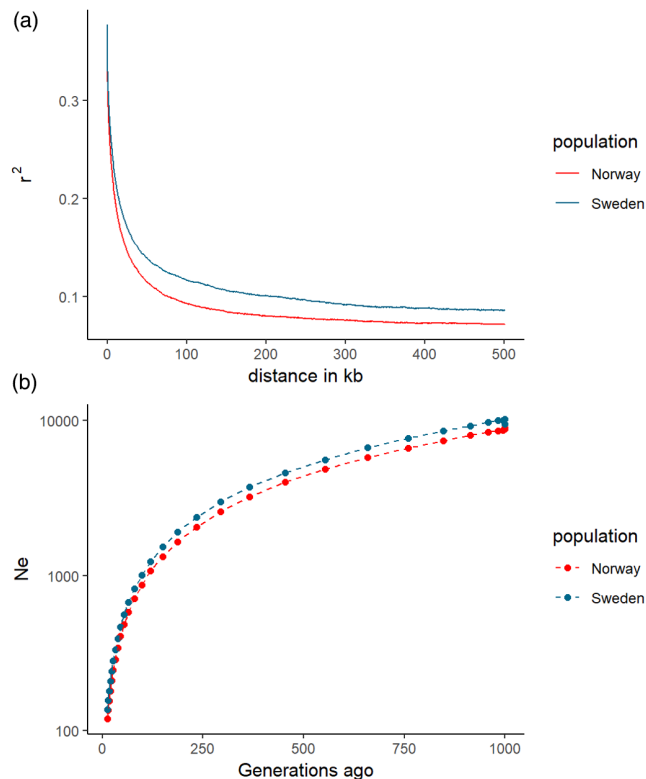 (a)
0.3
0.2
0.1
r²
0 100 200 300 400 500
distance in kb
population
Norway
Sweden
(b)
10000
1000
100
Ne
0 250 500 750 1000
Generations ago
population
Norway
Sweden